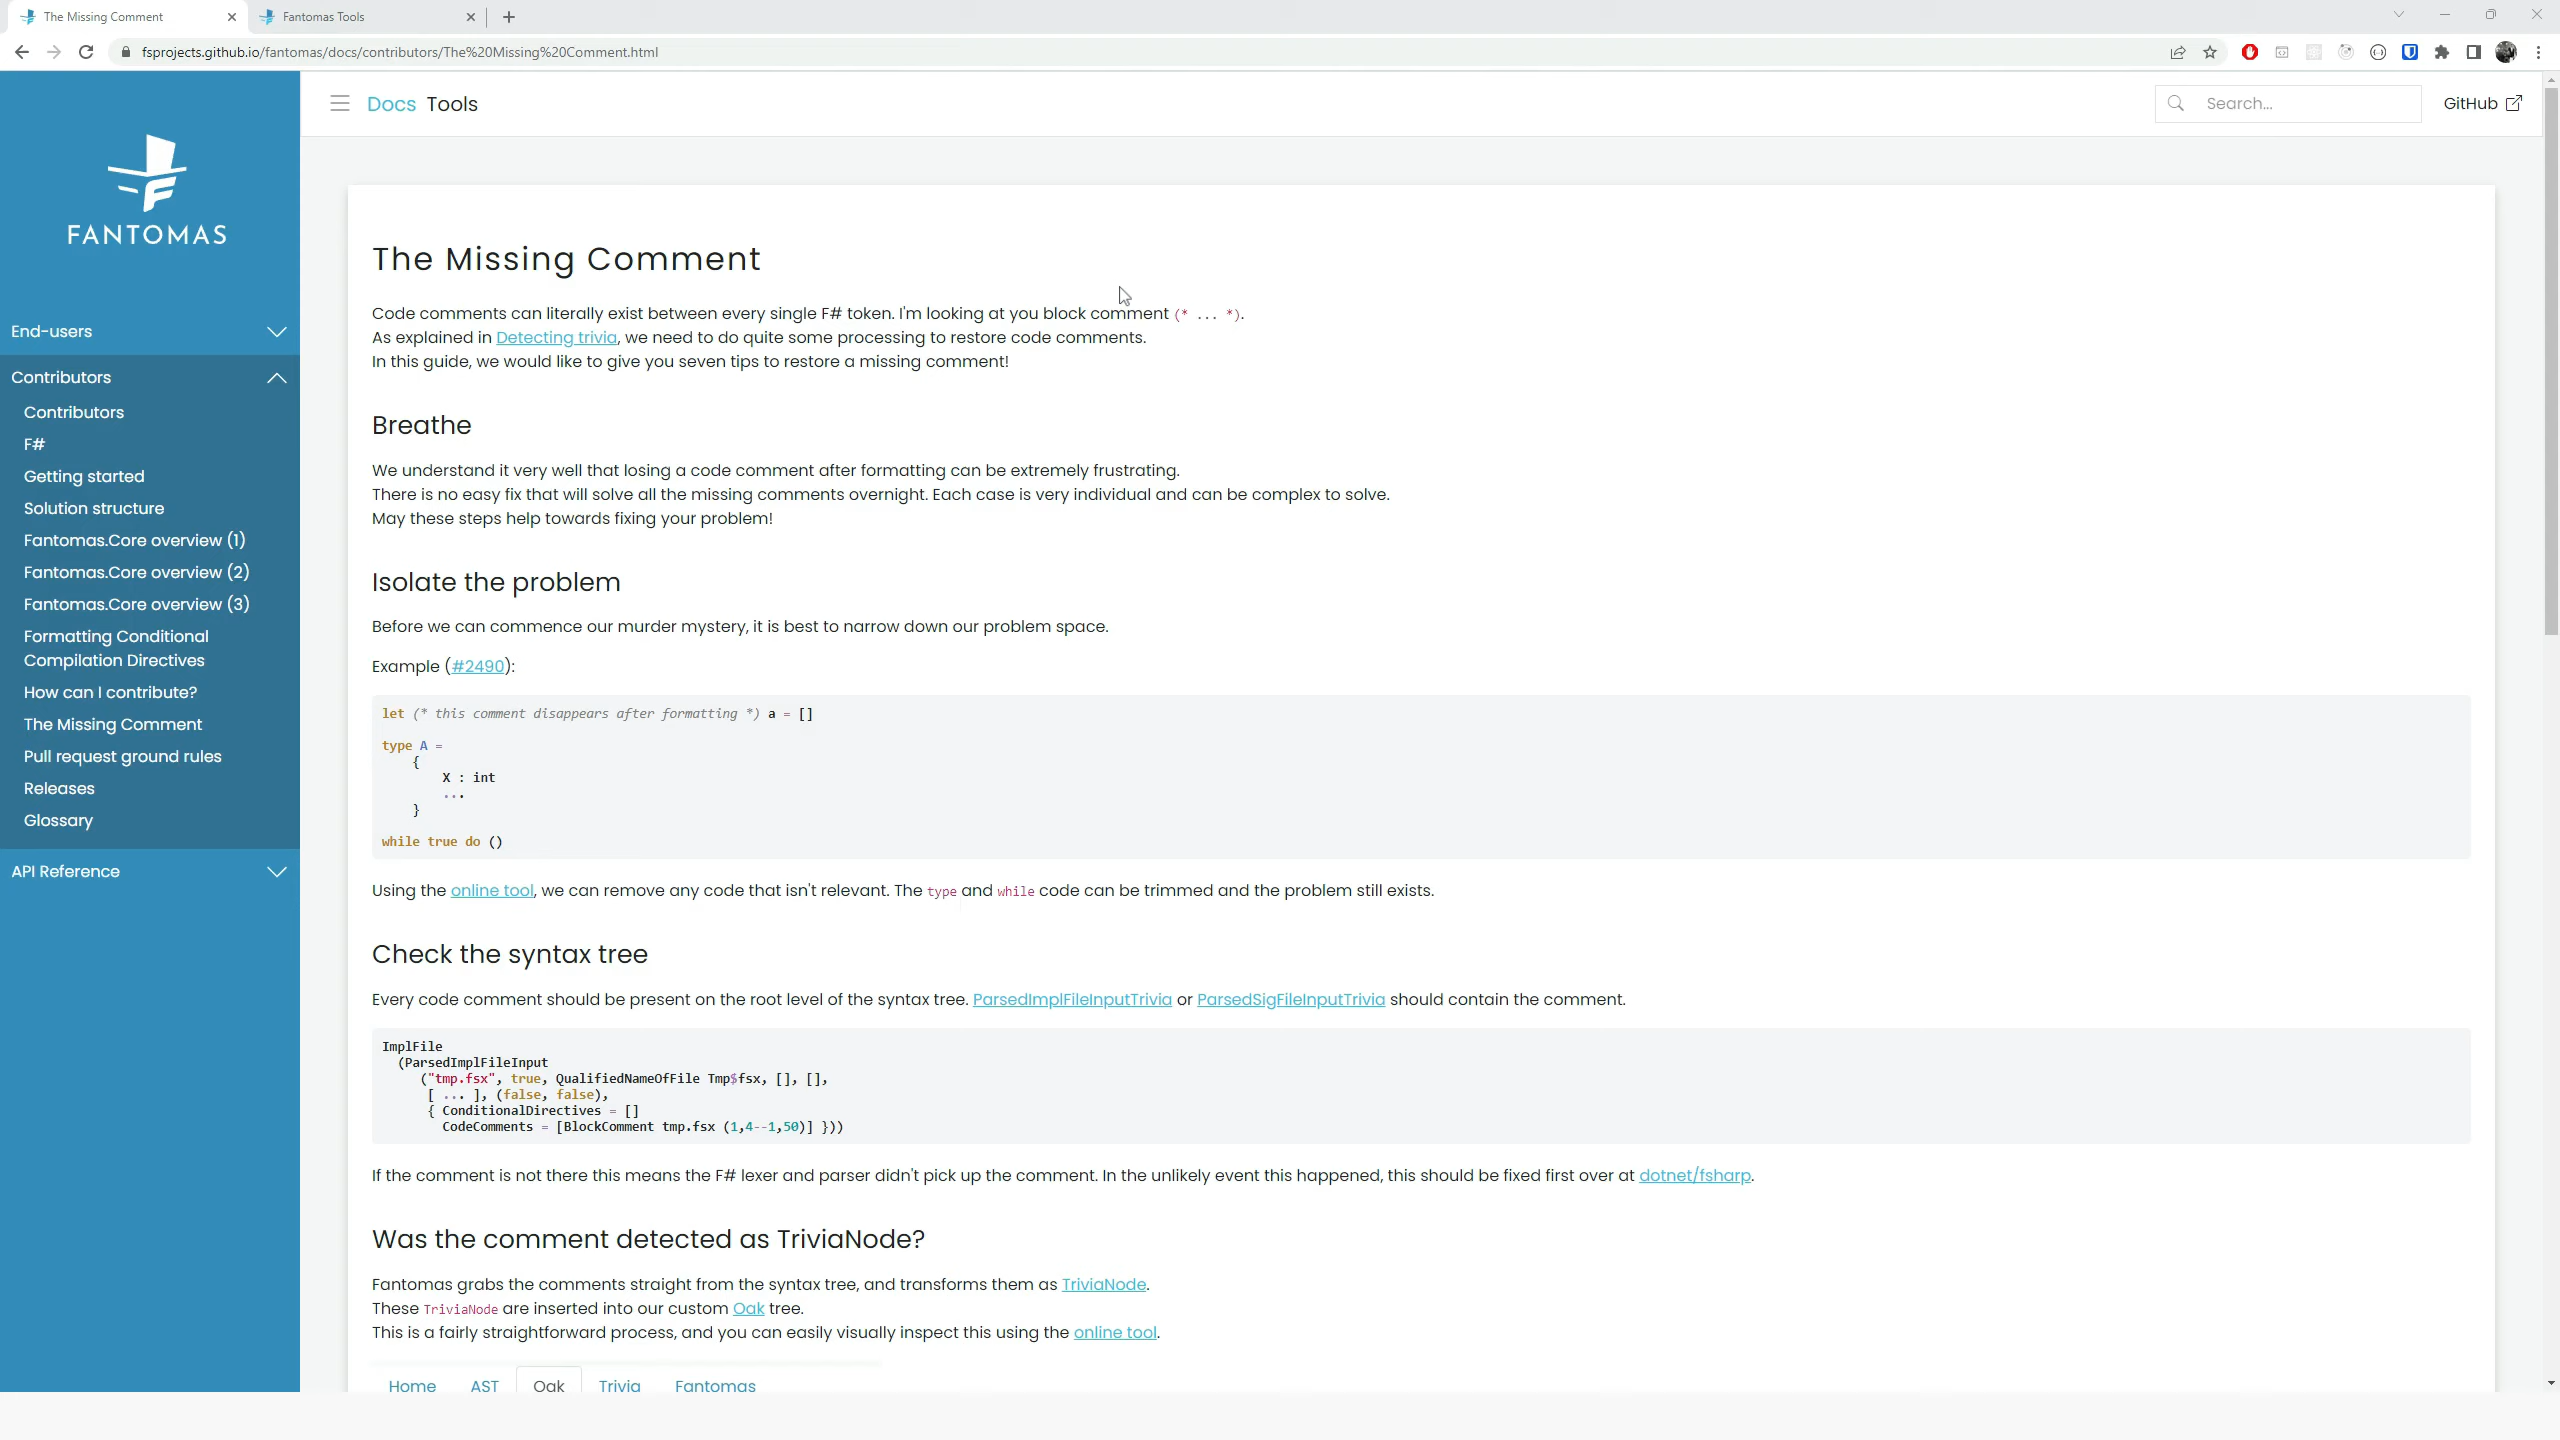 The Missing Comment
Fantomas Tools
fsprojects.github.io/fantomas/docs/contributors/The%20Missing%20Comment.html
Docs Tools
Search...
GitHub
FANTOMAS
End-users
Contributors
Contributors
F#
Getting started
Solution structure
Fantomas.Core overview (1)
Fantomas.Core overview (2)
Fantomas.Core overview (3)
Formatting Conditional
Compilation Directives
How can I contribute?
The Missing Comment
Pull request ground rules
Releases
Glossary
API Reference
The Missing Comment
Code comments can literally exist between every single F# token. I'm looking at you block comment (* ... *).
As explained in Detecting trivia, we need to do quite some processing to restore code comments.
In this guide, we would like to give you seven tips to restore a missing comment!
Breathe
We understand it very well that losing a code comment after formatting can be extremely frustrating.
There is no easy fix that will solve all the missing comments overnight. Each case is very individual and can be complex to solve.
May these steps help towards fixing your problem!
Isolate the problem
Before we can commence our murder mystery, it is best to narrow down our problem space.
Example (#2490):
let (* this comment disappears after formatting *) a = []
type A =
{
X : int
...
}
while true do ()
Using the online tool, we can remove any code that isn't relevant. The type and while code can be trimmed and the problem still exists.
Check the syntax tree
Every code comment should be present on the root level of the syntax tree. ParsedImplFileInputTrivia or ParsedSigFileInputTrivia should contain the comment.
ImplFile
(ParsedImplFileInput
("tmp.fsx", true, QualifiedNameOfFile Tmp$fsx, [], [],
[ ... ], (false, false),
{ ConditionalDirectives = []
CodeComments = [BlockComment tmp.fsx (1,4--1,50)] }))
If the comment is not there this means the F# lexer and parser didn't pick up the comment. In the unlikely event this happened, this should be fixed first over at dotnet/fsharp.
Was the comment detected as TriviaNode?
Fantomas grabs the comments straight from the syntax tree, and transforms them as TriviaNode.
These TriviaNode are inserted into our custom Oak tree.
This is a fairly straightforward process, and you can easily visually inspect this using the online tool.
Home AST Oak Trivia Fantomas